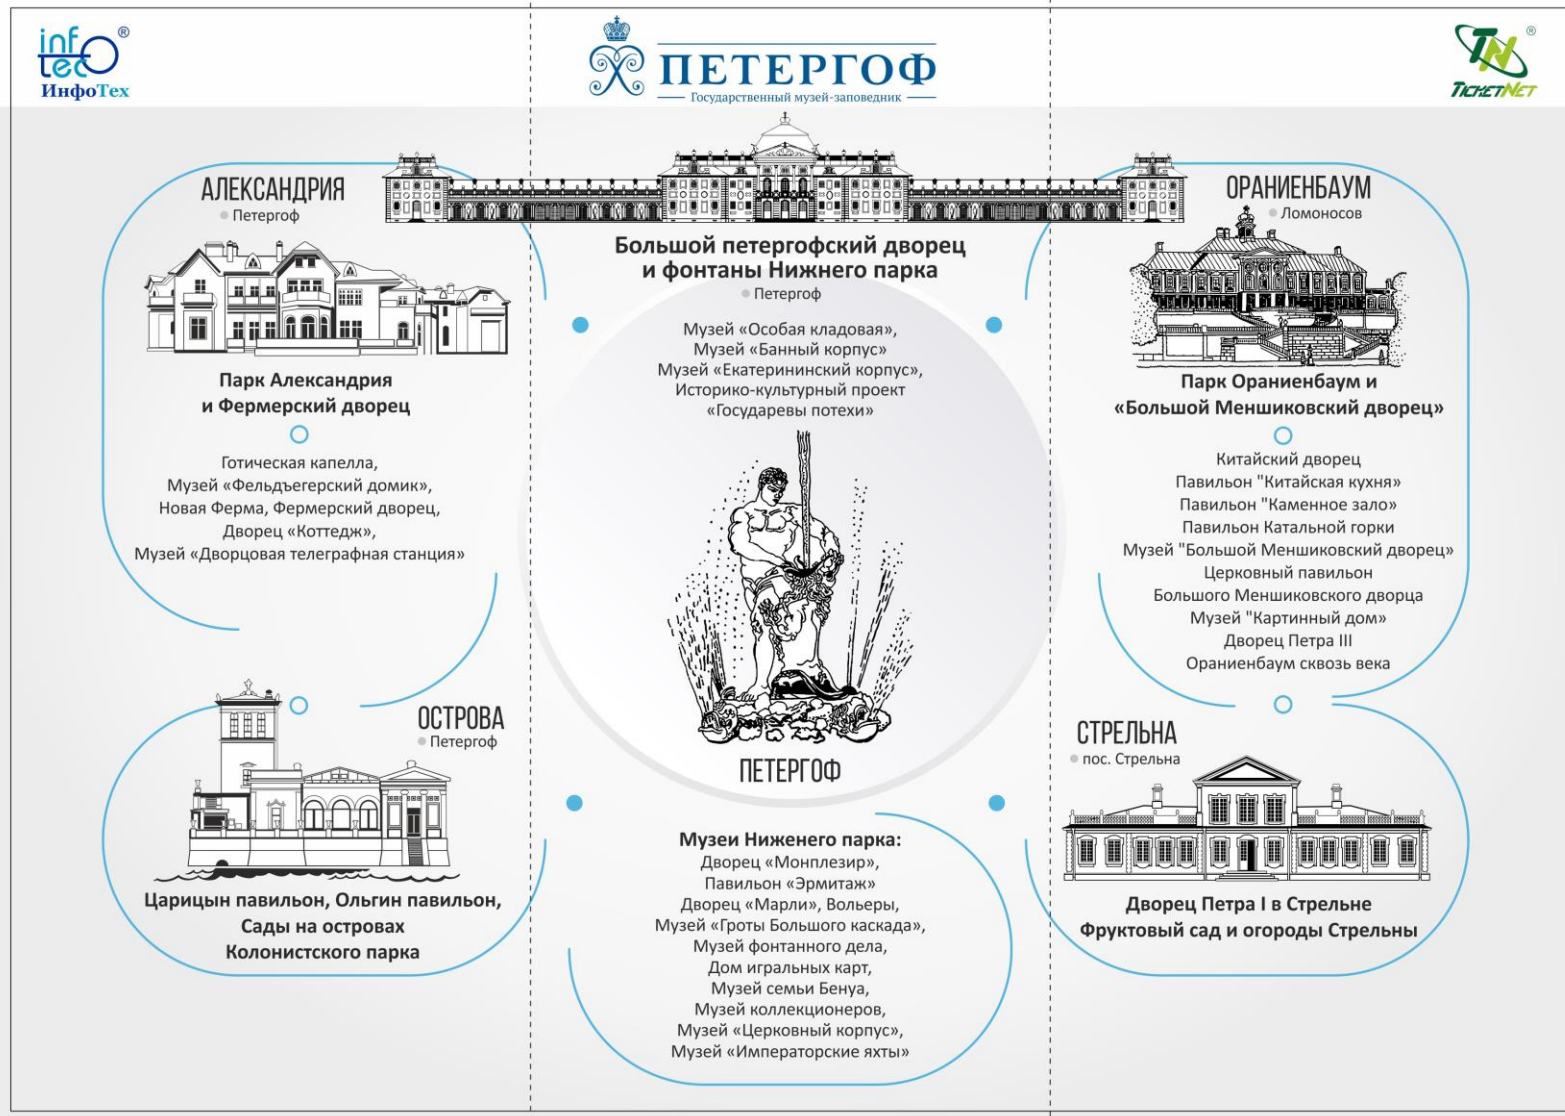 infotec®
ИнфоТех
ПЕТЕРГОФ
Государственный музей-заповедник
TN®
TICKETNET
АЛЕКСАНДРИЯ
Петергоф
Парк Александрия
и Фермерский дворец
Готическая капелла,
Музей «Фельдъегерский домик»,
Новая Ферма, Фермерский дворец,
Дворец «Коттедж»,
Музей «Дворцовая телеграфная станция»
ОСТРОВА
Петергоф
Царицын павильон, Ольгин павильон,
Сады на островах
Колонистского парка
Большой петергофский дворец
и фонтаны Нижнего парка
Петергоф
Музей «Особая кладовая»,
Музей «Банный корпус»
Музей «Екатерининский корпус»,
Историко-культурный проект
«Государевы потехи»
ПЕТЕРГОФ
Музеи Ниженего парка:
Дворец «Монплезир»,
Павильон «Эрмитаж»
Дворец «Марли», Вольеры,
Музей «Гроты Большого каскада»,
Музей фонтанного дела,
Дом игральных карт,
Музей семьи Бенуа,
Музей коллекционеров,
Музей «Церковный корпус»,
Музей «Императорские яхты»
ОРАНИЕНБАУМ
Ломоносов
Парк Ораниенбаум и
«Большой Меншиковский дворец»
Китайский дворец
Павильон "Китайская кухня»
Павильон "Каменное зало»
Павильон Катальной горки
Музей "Большой Меншиковский дворец»
Церковный павильон
Большого Меншиковского дворца
Музей "Картинный дом»
Дворец Петра III
Ораниенбаум сквозь века
СТРЕЛЬНА
пос. Стрельна
Дворец Петра I в Стрельне
Фруктовый сад и огороды Стрельны